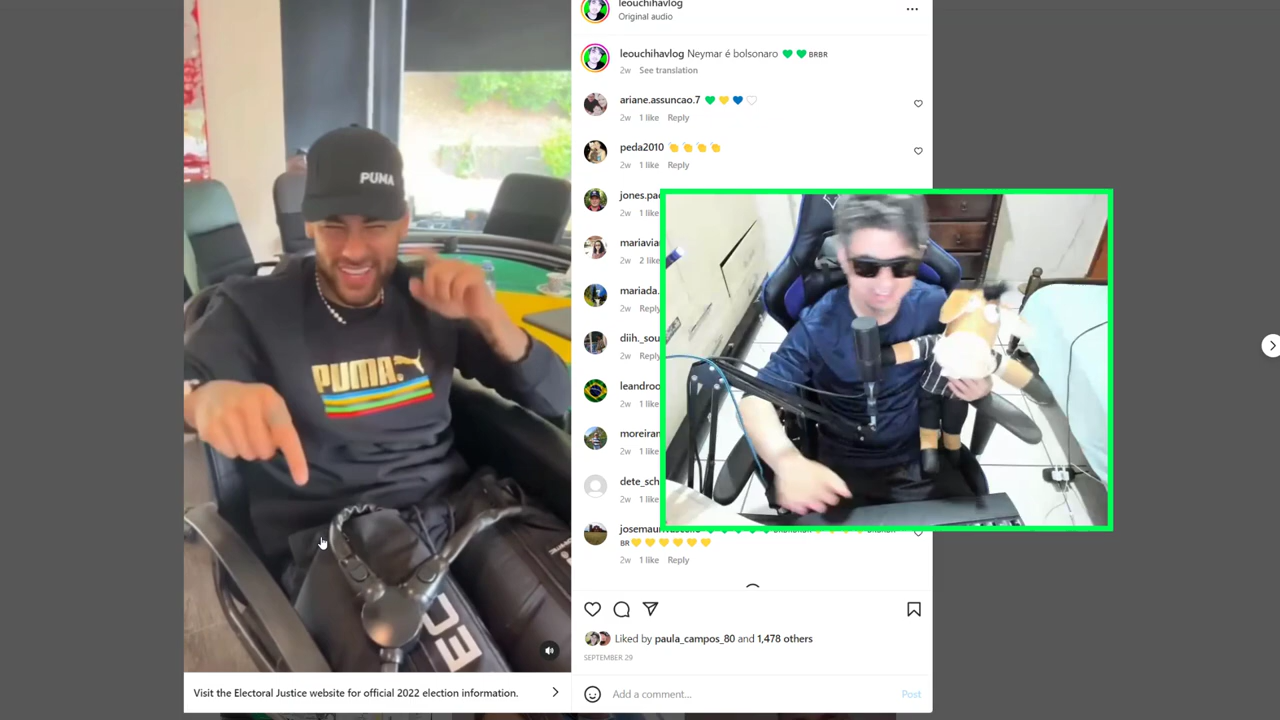 leouchihavlog
Original audio
leouchihavlog Neymar é bolsonaro 💚 💚 BRBR
2w See translation
ariane.assuncao.7 💚 💛 💙 🤍
2w 1 like Reply
peda2010 👏 👏 👏 👏
2w 1 like Reply
jones.pa
2w 1 like
mariavia
2w 2 like
mariada.
2w Reply
diih._sou
2w Reply
leandroo
2w 1 like
moreiran
2w 1 like
dete_sch
2w 1 like
BR💛 💛 💛 💛 💛 💛
2w 1 like Reply
Liked by paula_campos_80 and 1,478 others
SEPTEMBER 29
Add a comment...
Post
PUMA
PUMA
EC
Visit the Electoral Justice website for official 2022 election information.